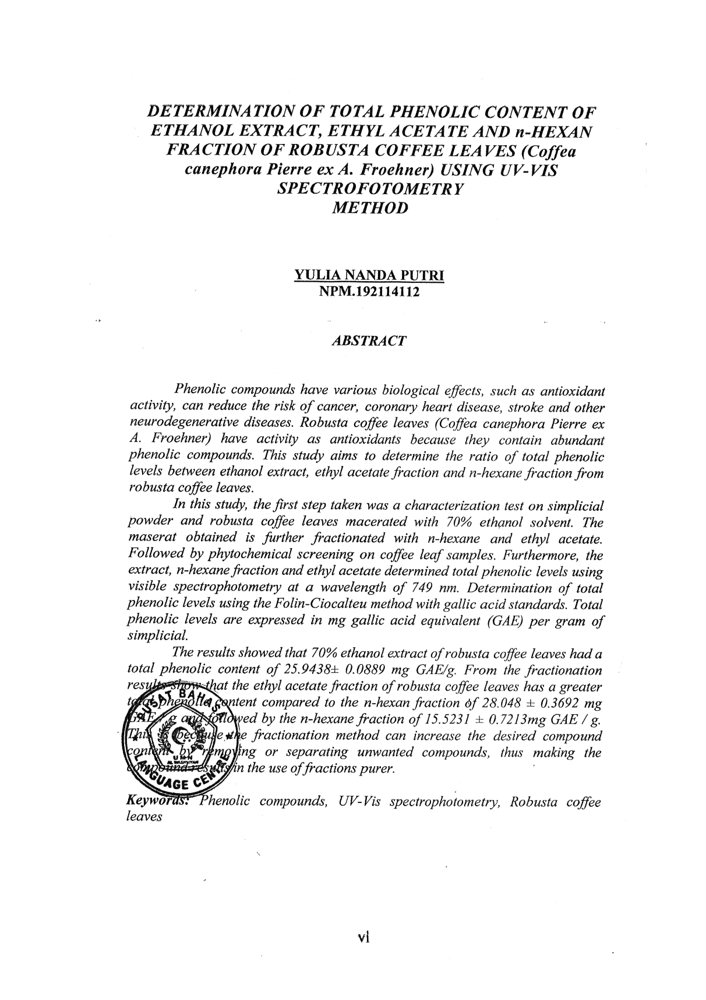 DETERMINATION OF TOTAL PHENOLIC CONTENT OF
ETHANOL EXTRACT, ETHYL ACETATE AND n-HEXAN
FRACTION OF ROBUSTA COFFEE LEAVES (Coffea
canephora Pierre ex A. Froehner) USING UV-VIS
SPECTROFOTOMETRY
METHOD
YULIA NANDA PUTRI
NPM.192114112
ABSTRACT
Phenolic compounds have various biological effects, such as antioxidant
activity, can reduce the risk of cancer, coronary heart disease, stroke and other
neurodegenerative diseases. Robusta coffee leaves (Coffea canephora Pierre ex
A. Froehner) have activity as antioxidants because they contain abundant
phenolic compounds. This study aims to determine the ratio of total phenolic
levels between ethanol extract, ethyl acetate fraction and n-hexane fraction from
robusta coffee leaves.
In this study, the first step taken was a characterization test on simplicial
powder and robusta coffee leaves macerated with 70% ethanol solvent. The
maserat obtained is further fractionated with n-hexane and ethyl acetate.
Followed by phytochemical screening on coffee leaf samples. Furthermore, the
extract, n-hexane fraction and ethyl acetate determined total phenolic levels using
visible spectrophotometry at a wavelength of 749 nm. Determination of total
phenolic levels using the Folin-Ciocalteu method with gallic acid standards. Total
phenolic levels are expressed in mg gallic acid equivalent (GAE) per gram of
simplicial.
The results showed that 70% ethanol extract of robusta coffee leaves had a
total phenolic content of 25.9438± 0.0889 mg GAE/g. From the fractionation
results show that the ethyl acetate fraction of robusta coffee leaves has a greater
total phenolic content compared to the n-hexan fraction of 28.048 ± 0.3692 mg
GAE / g and followed by the n-hexane fraction of 15.5231 ± 0.7213mg GAE / g.
This is because the fractionation method can increase the desired compound
content by removing or separating unwanted compounds, thus making the
compound results in the use of fractions purer.
PUSAT BAHASA
UMN
AL WASHLIYAH
LANGUAGE CENTRE
Keywords: Phenolic compounds, UV-Vis spectrophotometry, Robusta coffee
leaves
vi